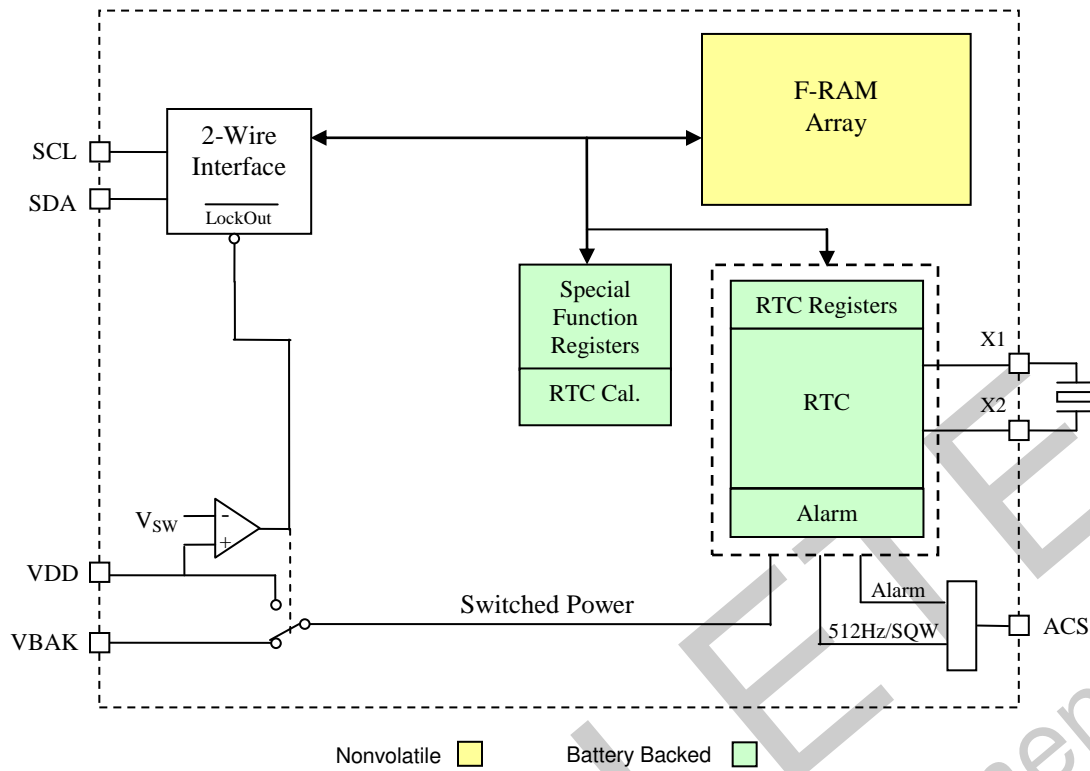 F-RAM
Array
2-Wire
Interface
LockOut
SCL
SDA
Special
Function
Registers
RTC Cal.
RTC Registers
RTC
Alarm
X1
X2
VSW
-
+
VDD
VBAK
Switched Power
Alarm
512Hz/SQW
ACS
Nonvolatile
Battery Backed